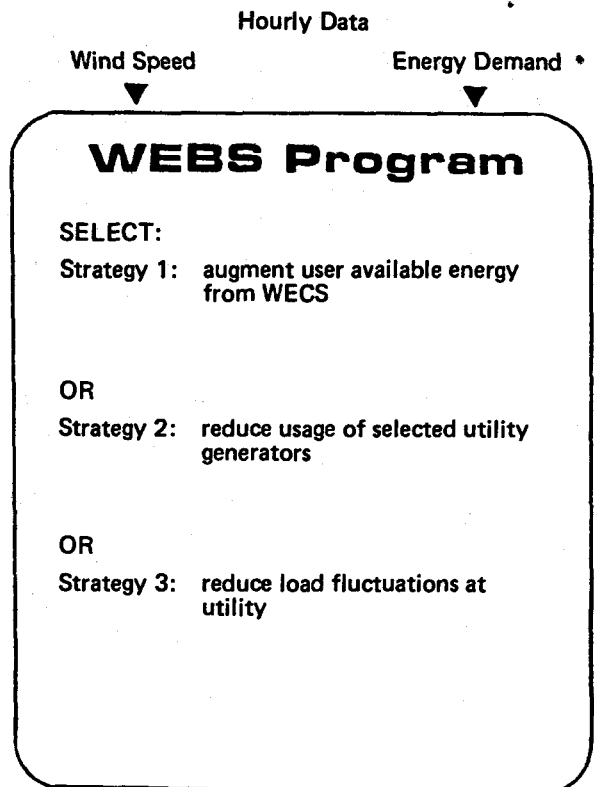 Hourly Data
Wind Speed Energy Demand
WEBS Program
SELECT:
Strategy 1: augment user available energy
from WECS
OR
Strategy 2: reduce usage of selected utility
generators
OR
Strategy 3: reduce load fluctuations at
utility